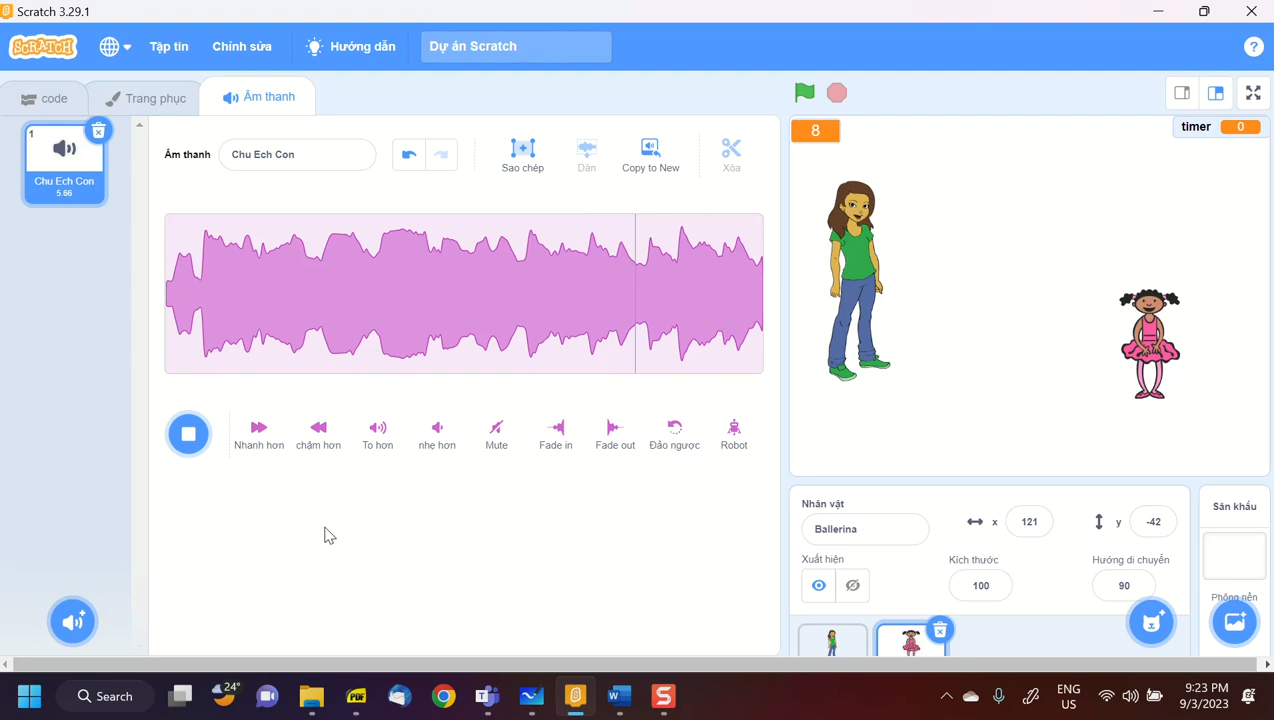 Scratch 3.29.1
SCRATCH
Tập tin
Chỉnh sửa
Hướng dẫn
Dự án Scratch
?
code
Trang phục
Âm thanh
1
Chu Ech Con
5.66
Âm thanh
Chu Ech Con
Sao chép
Dán
Copy to New
Xóa
Nhanh hơn
chậm hơn
To hơn
nhẹ hơn
Mute
Fade in
Fade out
Đảo ngược
Robot
8
timer 0
Nhân vật
Ballerina
x 121
y -42
Xuất hiện
Kích thước
100
Hướng di chuyển
90
Sân khấu
Phông nền
Search
24°
PDF
ENG
US
9:23 PM
9/3/2023